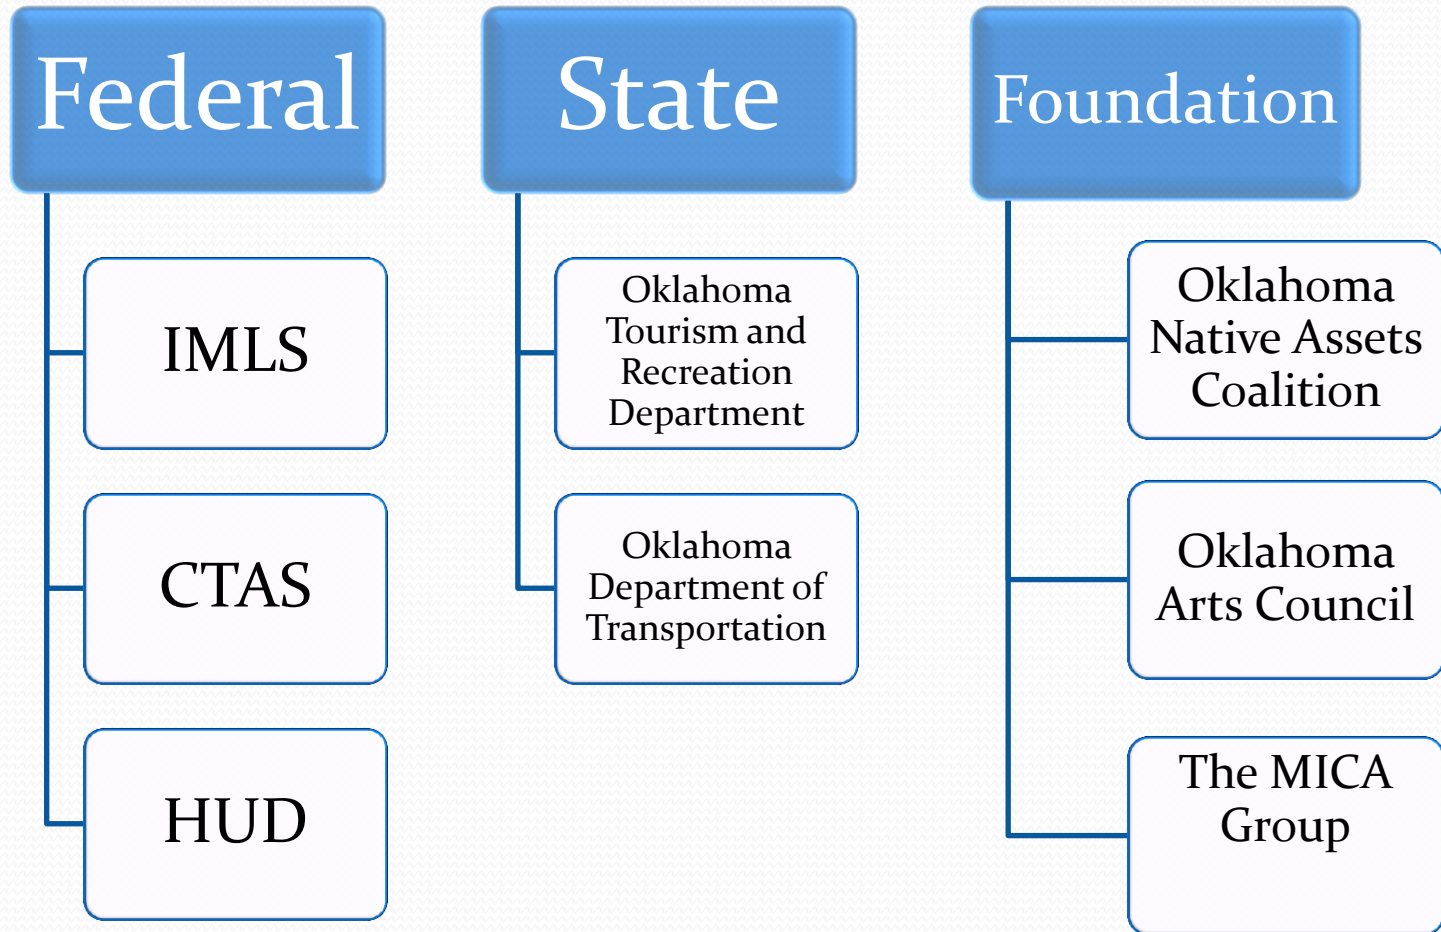 Federal
IMLS
CTAS
HUD
State
Oklahoma
Tourism and
Recreation
Department
Oklahoma
Department of
Transportation
Foundation
Oklahoma
Native Assets
Coalition
Oklahoma
Arts Council
The MICA
Group